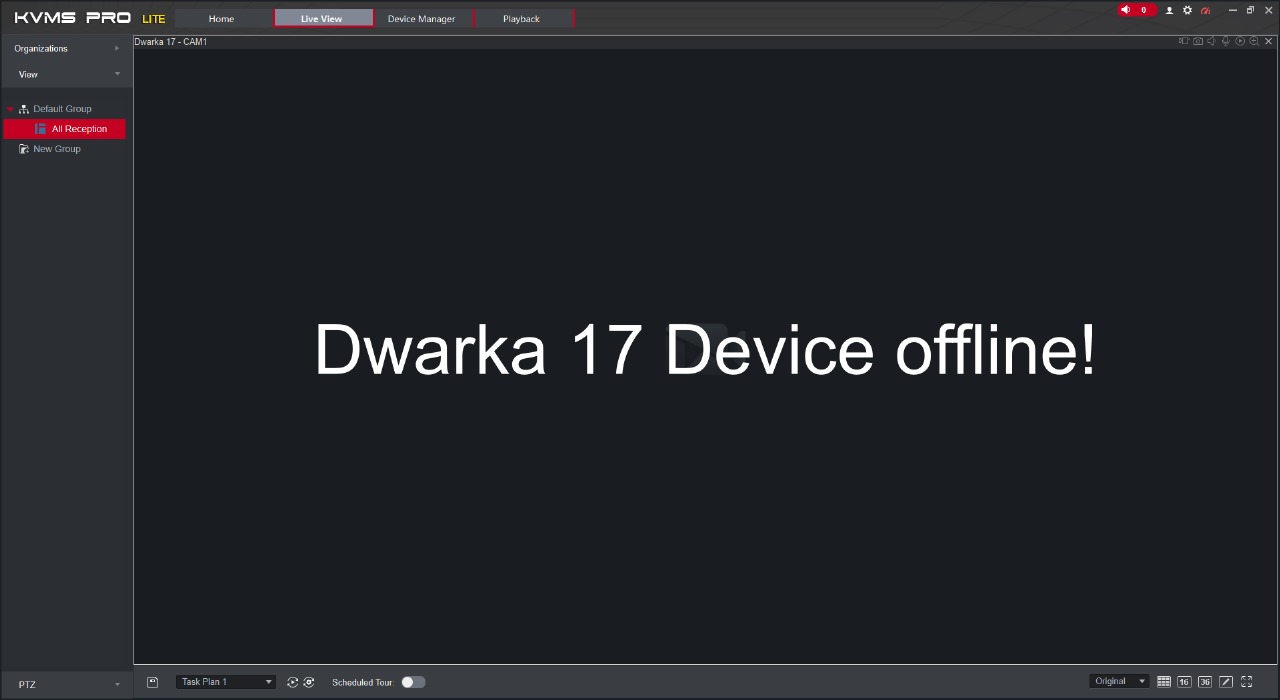 KVMS PRO LITE
Home
Live View
Device Manager
Playback
0
Organizations
View
Default Group
All Reception
New Group
Dwarka 17 - CAM1
Dwarka 17 Device offline!
PTZ
Task Plan 1
Scheduled Tour:
Original
16
36